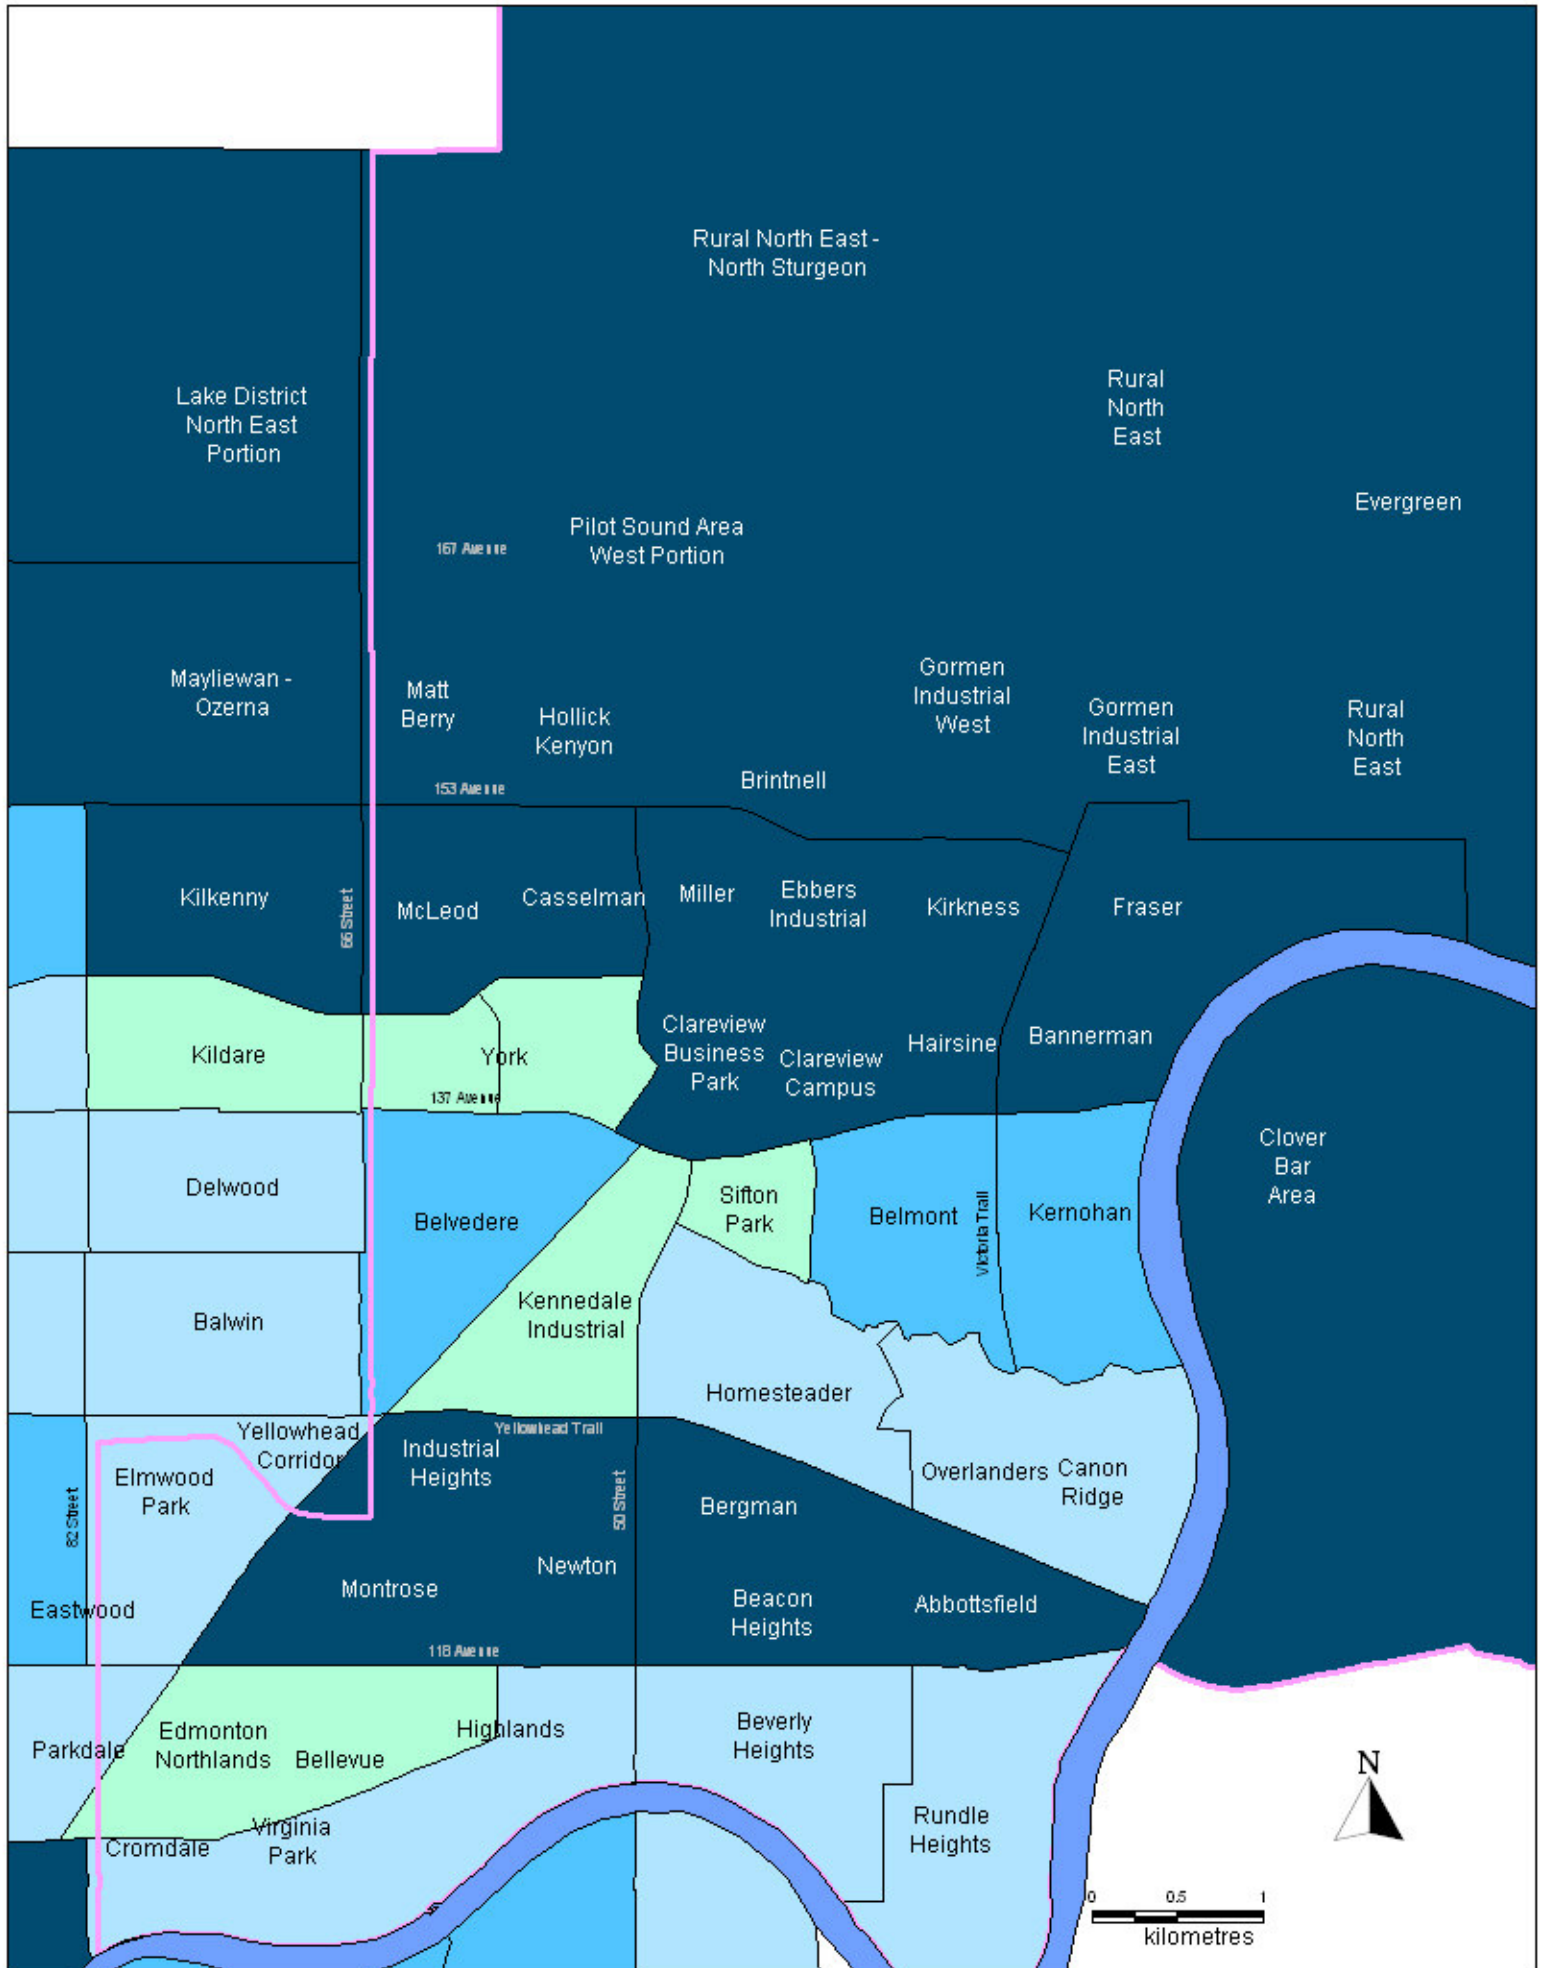 Rural North East -
North Sturgeon
Rural
North
East
Lake District
North East
Portion
Evergreen
Pilot Sound Area
West Portion
167 Avenue
Mayliewan -
Ozerna
Matt
Berry
Hollick
Kenyon
Gormen
Industrial
West
Gormen
Industrial
East
Rural
North
East
Brintnell
153 Avenue
Kilkenny
66 Street
McLeod
Casselman
Miller
Ebbers
Industrial
Kirkness
Fraser
Kildare
York
Clareview
Business
Park
Clareview
Campus
Hairsine
Bannerman
137 Avenue
Clover
Bar
Area
Delwood
Belvedere
Sifton
Park
Belmont
Victoria Trail
Kernohan
Balwin
Kennedale
Industrial
Homesteader
Yellowhead
Corridor
Yellowhead Trail
Industrial
Heights
Elmwood
Park
82 Street
50 Street
Bergman
Overlanders
Canon
Ridge
Newton
Montrose
Beacon
Heights
Abbottsfield
Eastwood
118 Avenue
Parkdale
Edmonton
Northlands
Bellevue
Highlands
Beverly
Heights
Rundle
Heights
Cromdale
Virginia
Park
N
0 0.5 1
kilometres